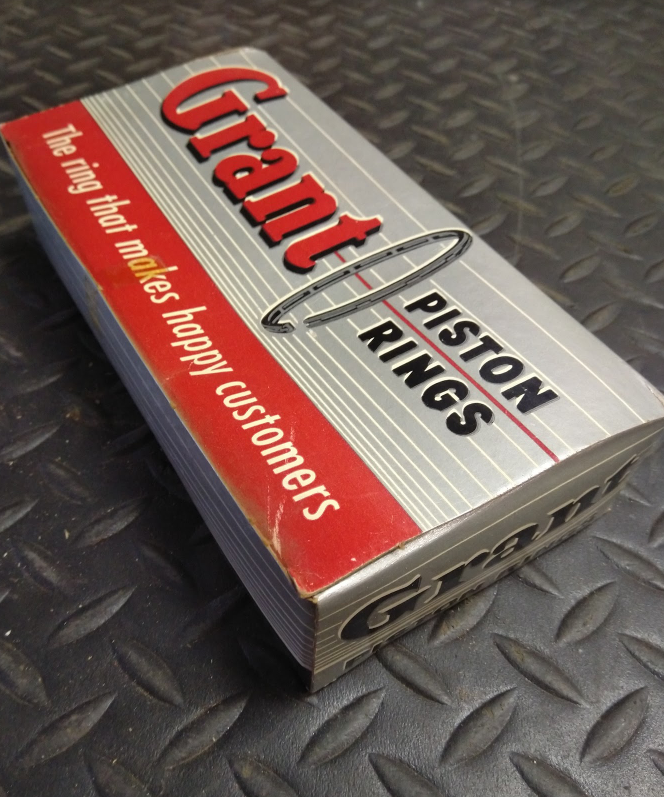 Grant
PISTON
RINGS
The ring that makes happy customers
Grant